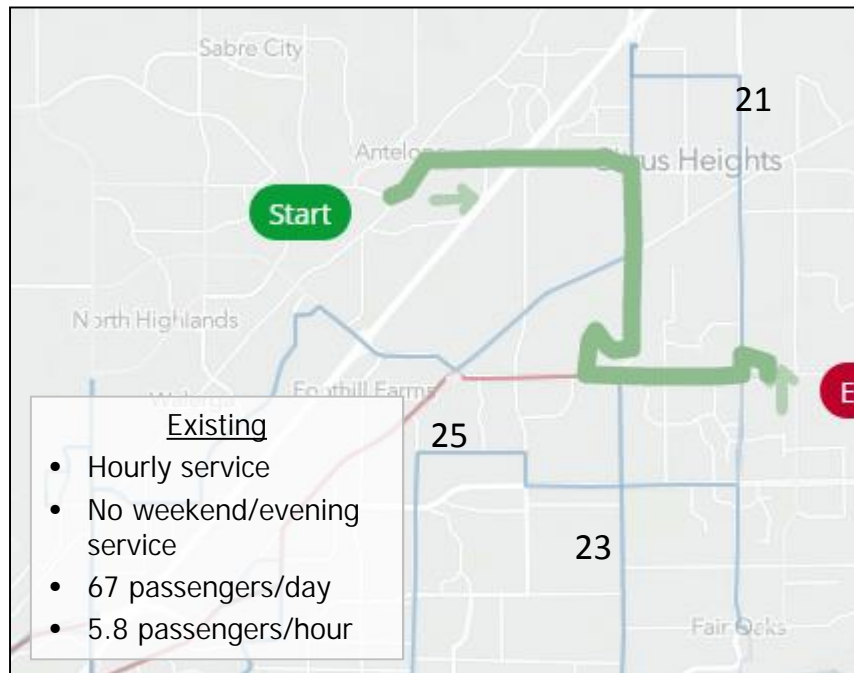 Sabre City
21
Antelope
Citrus Heights
Start
North Highlands
E
Foothill Farms
Existing
25
• Hourly service
• No weekend/evening
service
• 67 passengers/day
• 5.8 passengers/hour
23
Fair Oaks